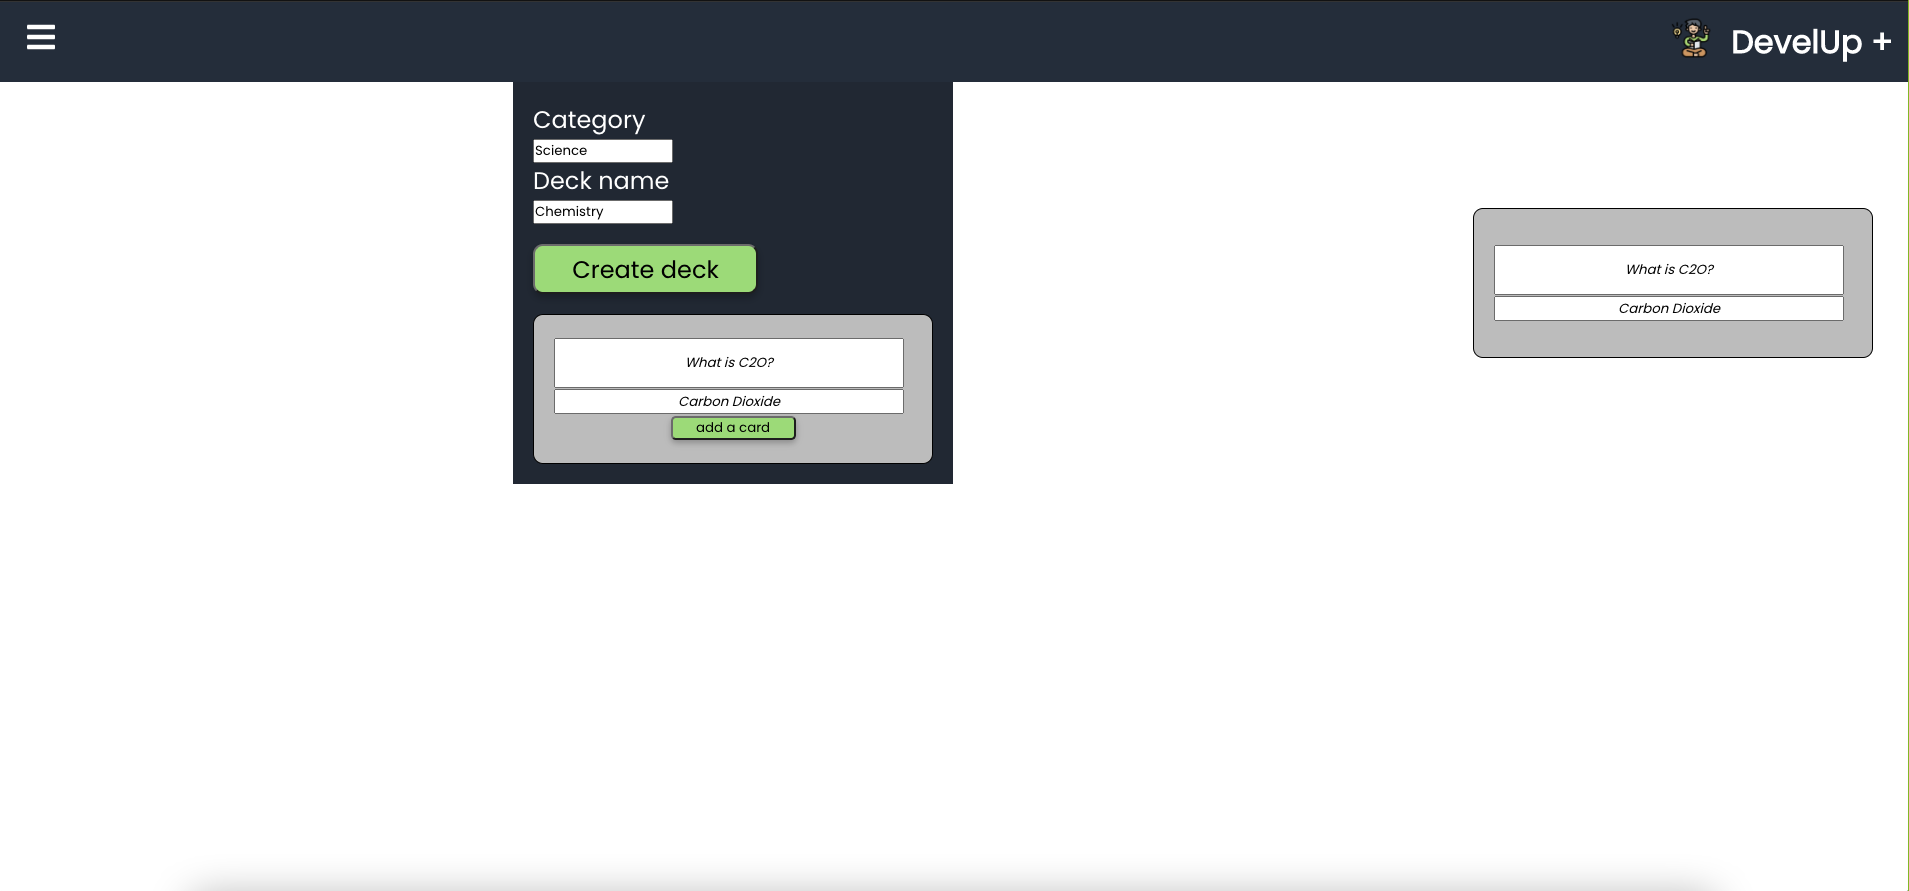 DevelUp +
Category
Science
Deck name
Chemistry
Create deck
What is C2O?
Carbon Dioxide
add a card
What is C2O?
Carbon Dioxide